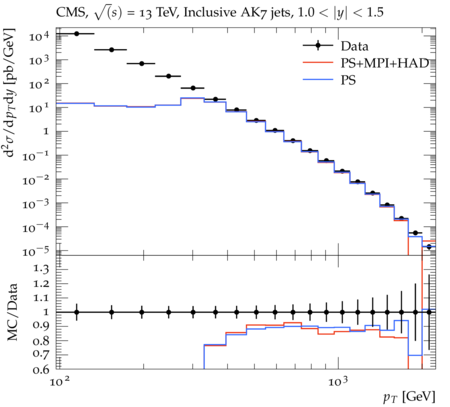 CMS, √(s) = 13 TeV, Inclusive AK7 jets, 1.0 < |y| < 1.5
d²σ/dp_T dy [pb/GeV]
10⁴
10³
10²
10¹
1
10⁻¹
10⁻²
10⁻³
10⁻⁴
10⁻⁵
Data
PS+MPI+HAD
PS
MC/Data
1.3
1.2
1.1
1
0.9
0.8
0.7
0.6
10²
10³
p_T [GeV]